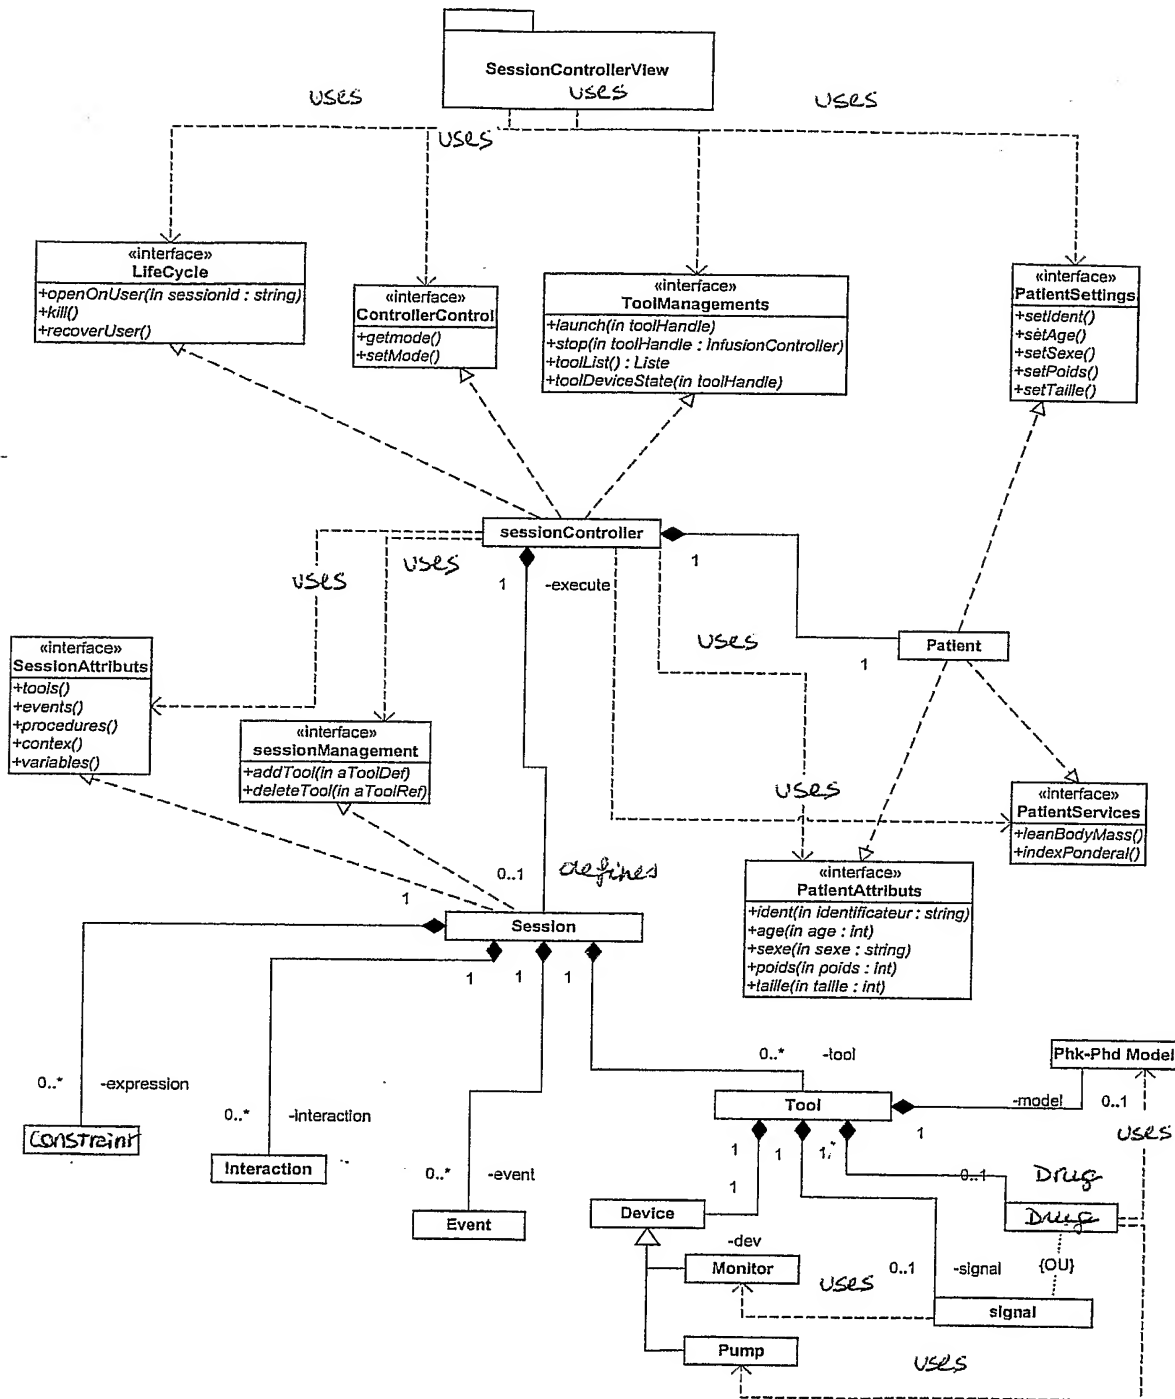 SessionControllerView
uses
uses
uses
uses
«interface»
LifeCycle
+openOnUser(in sessionId : string)
+kill()
+recoverUser()
«interface»
ControllerControl
+getmode()
+setMode()
«interface»
ToolManagements
+launch(in toolHandle)
+stop(in toolHandle : InfusionController)
+toolList() : Liste
+toolDeviceState(in toolHandle)
«interface»
PatientSettings
+setIdent()
+sétAge()
+setSexe()
+setPoids()
+setTaille()
sessionController
1
uses
uses
1
-execute
uses
Patient
1
«interface»
SessionAttributs
+tools()
+events()
+procedures()
+contex()
+variables()
«interface»
sessionManagement
+addTool(in aToolDef)
+deleteTool(in aToolRef)
uses
«interface»
PatientServices
+leanBodyMass()
+indexPonderal()
0..1
defines
«interface»
PatientAttributs
+ident(in identificateur : string)
+age(in age : int)
+sexe(in sexe : string)
+poids(in poids : int)
+taille(in taille : int)
1
Session
1
1
1
0..*
-expression
Constraint
0..*
-interaction
Interaction
0..*
-event
Event
0..*
-tool
Tool
Phk-Phd Model
-model
0..1
1
uses
1
1
1,*
1
0..1
Drug
Drug
Device
-dev
Monitor
uses
0..1
-signal
{OU}
signal
Pump
uses